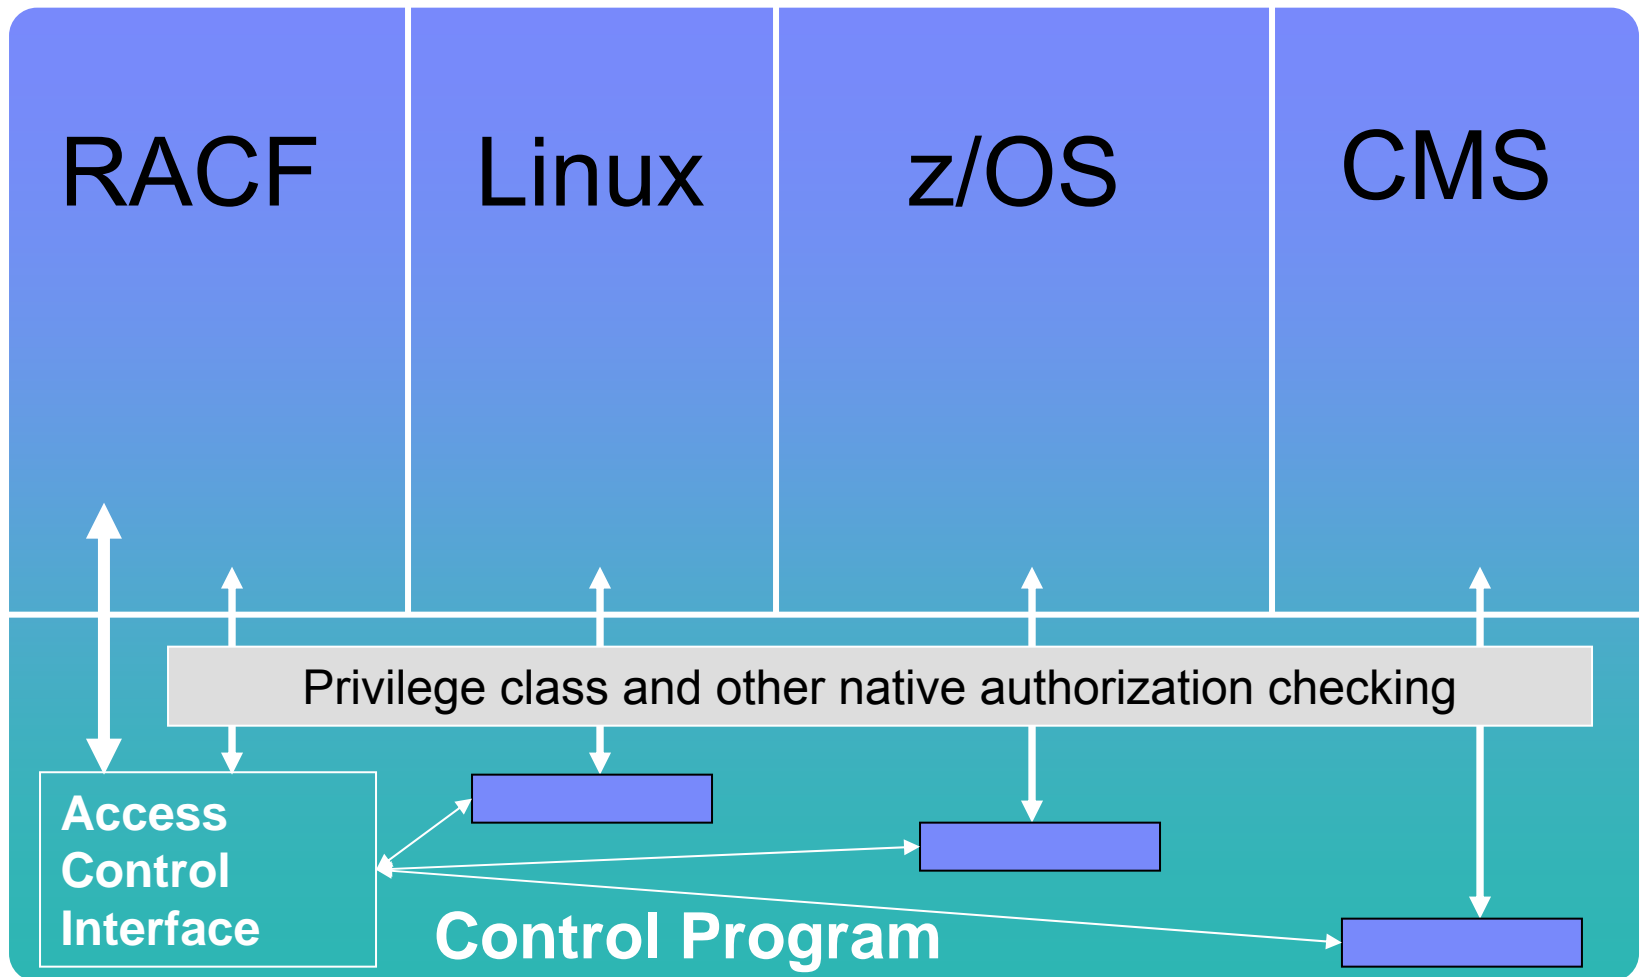 RACF
Linux
z/OS
CMS
Privilege class and other native authorization checking
Access
Control
Interface
Control Program